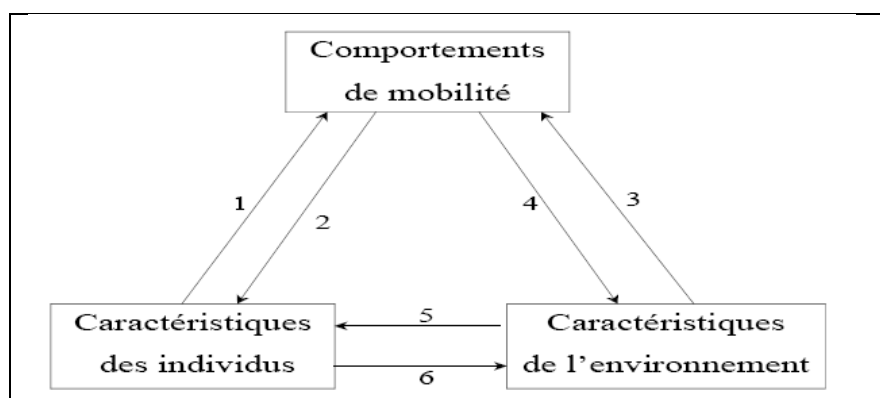 Comportements
de mobilité
1
2
4
3
Caractéristiques
des individus
5
6
Caractéristiques
de l'environnement